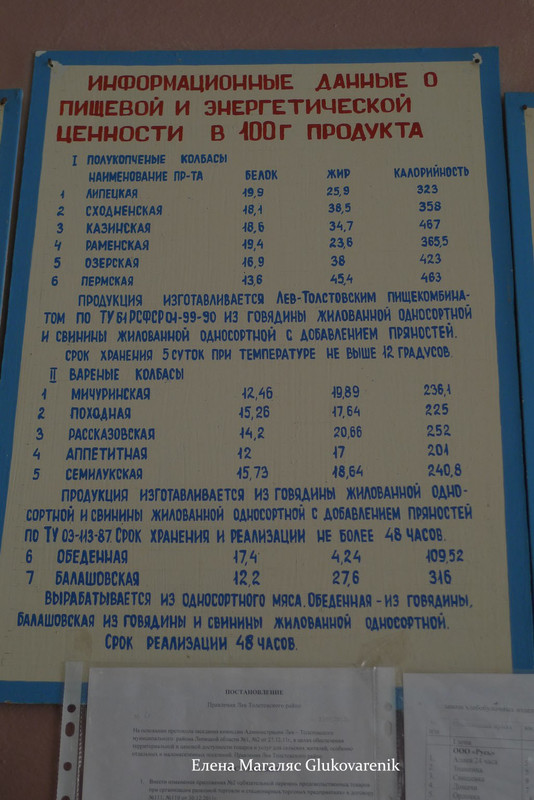 ИНФОРМАЦИОННЫЕ ДАННЫЕ О
ПИЩЕВОЙ И ЭНЕРГЕТИЧЕСКОЙ
ЦЕННОСТИ В 100Г ПРОДУКТА
I ПОЛУКОПЧЕНЫЕ КОЛБАСЫ
НАИМЕНОВАНИЕ ПР-ТА БЕЛОК ЖИР КАЛОРИЙНОСТЬ
1 ЛИПЕЦКАЯ 19,9 25,9 323
2 СХОДНЕНСКАЯ 18,1 38,5 358
3 КАЗИНСКАЯ 18,6 34,7 467
4 РАМЕНСКАЯ 19,4 23,6 365,5
5 ОЗЕРСКАЯ 16,9 38 423
6 ПЕРМСКАЯ 13,6 45,4 463
ПРОДУКЦИЯ ИЗГОТАВЛИВАЕТСЯ ЛЕВ-ТОЛСТОВСКИМ ПИЩЕКОМБИНА-
ТОМ ПО ТУ 61 РСФСР 01-99-90 ИЗ ГОВЯДИНЫ ЖИЛОВАННОЙ ОДНОСОРТНОЙ
И СВИНИНЫ ЖИЛОВАННОЙ ОДНОСОРТНОЙ С ДОБАВЛЕНИЕМ ПРЯНОСТЕЙ.
СРОК ХРАНЕНИЯ 5 СУТОК ПРИ ТЕМПЕРАТУРЕ НЕ ВЫШЕ 12 ГРАДУСОВ.
II ВАРЕНЫЕ КОЛБАСЫ
1 МИЧУРИНСКАЯ 12,46 19,89 236,1
2 ПОХОДНАЯ 15,26 17,64 225
3 РАССКАЗОВСКАЯ 14,2 20,66 252
4 АППЕТИТНАЯ 12 17 201
5 СЕМИЛУКСКАЯ 15,73 18,64 240,8
ПРОДУКЦИЯ ИЗГОТАВЛИВАЕТСЯ ИЗ ГОВЯДИНЫ ЖИЛОВАННОЙ ОДНО-
СОРТНОЙ И СВИНИНЫ ЖИЛОВАННОЙ ОДНОСОРТНОЙ С ДОБАВЛЕНИЕМ ПРЯНОСТЕЙ
ПО ТУ 03-113-87. СРОК ХРАНЕНИЯ И РЕАЛИЗАЦИИ НЕ БОЛЕЕ 48 ЧАСОВ.
6 ОБЕДЕННАЯ 17,4 4,24 109,52
7 БАЛАШОВСКАЯ 12,2 27,6 316
ВЫРАБАТЫВАЕТСЯ ИЗ ОДНОСОРТНОГО МЯСА. ОБЕДЕННАЯ - ИЗ ГОВЯДИНЫ,
БАЛАШОВСКАЯ ИЗ ГОВЯДИНЫ И СВИНИНЫ ЖИЛОВАННОЙ ОДНОСОРТНОЙ.
СРОК РЕАЛИЗАЦИИ 48 ЧАСОВ.
ПОСТАНОВЛЕНИЕ
Елена Магаляс Glukovarenik